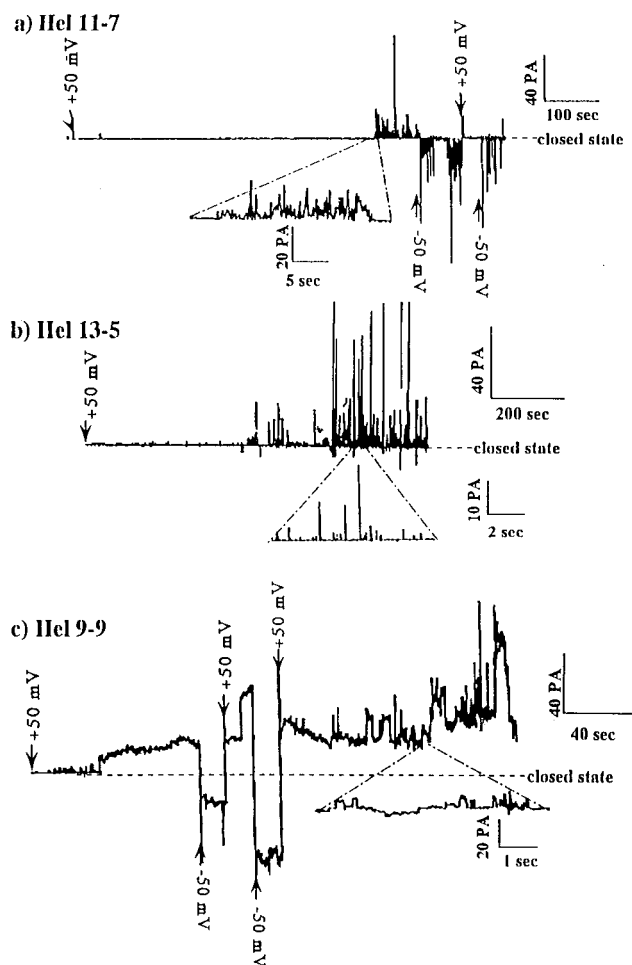 a) Hel 11-7
+50 mV
+50 mV
40 PA
100 sec
closed state
20 PA
5 sec
-50 mV
-50 mV
b) Hel 13-5
+50 mV
40 PA
200 sec
closed state
10 PA
2 sec
c) Hel 9-9
+50 mV
+50 mV
+50 mV
40 PA
40 sec
closed state
20 PA
1 sec
-50 mV
-50 mV